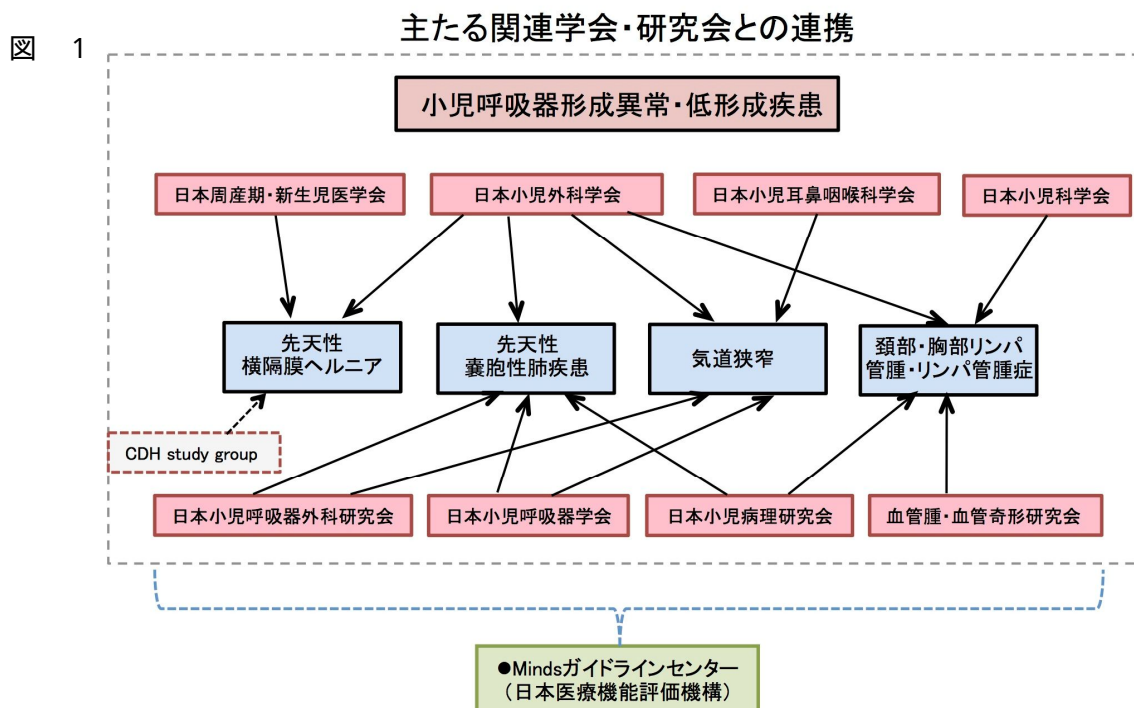 図 1
主たる関連学会・研究会との連携
小児呼吸器形成異常・低形成疾患
日本周産期・新生児医学会
日本小児外科学会
日本小児耳鼻咽喉科学会
日本小児科学会
先天性
横隔膜ヘルニア
先天性
嚢胞性肺疾患
気道狭窄
頚部・胸部リンパ
管腫・リンパ管腫症
CDH study group
日本小児呼吸器外科研究会
日本小児呼吸器学会
日本小児病理研究会
血管腫・血管奇形研究会
●Mindsガイドラインセンター
（日本医療機能評価機構）